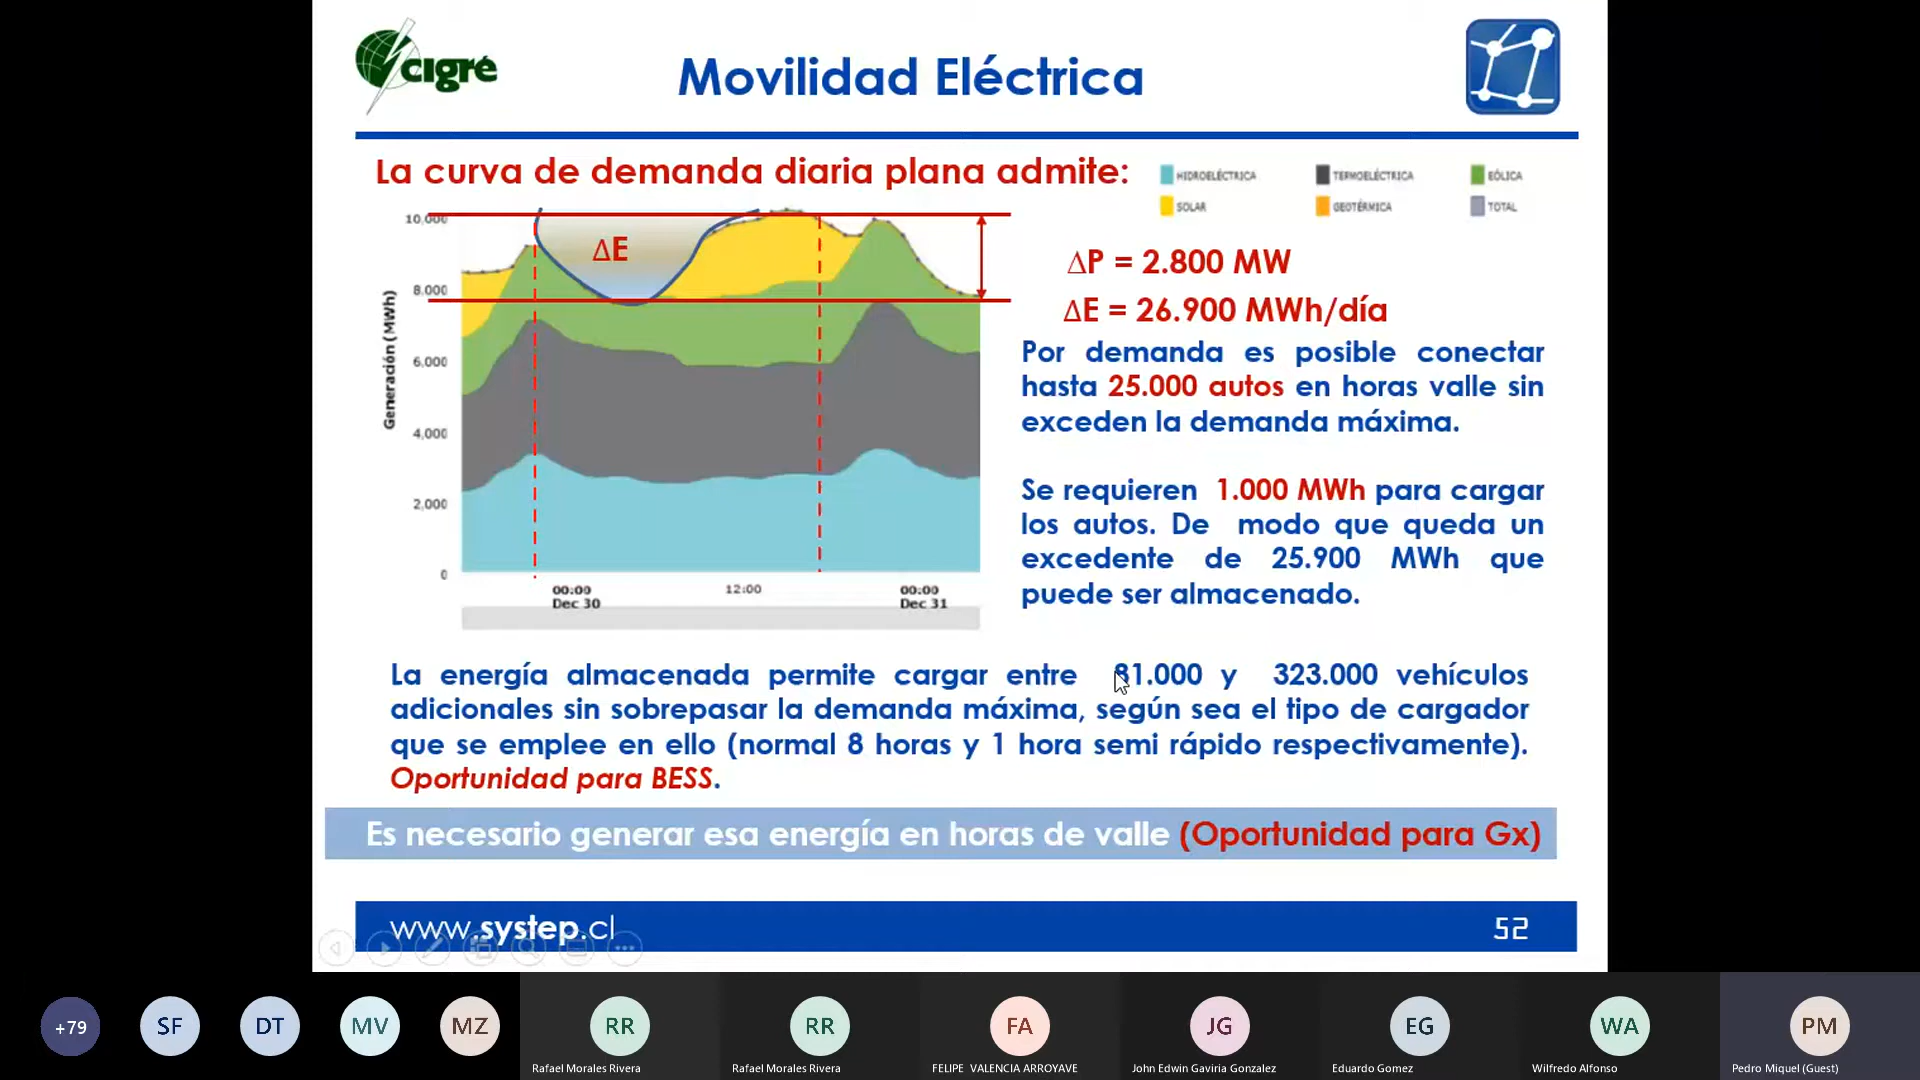 cigre
Movilidad Eléctrica
La curva de demanda diaria plana admite:
HIDROELÉCTRICA
TERMOELÉCTRICA
EÓLICA
SOLAR
GEOTÉRMICA
TOTAL
Generación (MWh)
10,000
8,000
6,000
4,000
2,000
0
ΔE
00:00
Dec 30
12:00
00:00
Dec 31
ΔP = 2.800 MW
ΔE = 26.900 MWh/día
Por demanda es posible conectar
hasta 25.000 autos en horas valle sin
exceden la demanda máxima.
Se requieren 1.000 MWh para cargar
los autos. De modo que queda un
excedente de 25.900 MWh que
puede ser almacenado.
La energía almacenada permite cargar entre 81.000 y 323.000 vehículos
adicionales sin sobrepasar la demanda máxima, según sea el tipo de cargador
que se emplee en ello (normal 8 horas y 1 hora semi rápido respectivamente).
Oportunidad para BESS.
Es necesario generar esa energía en horas de valle (Oportunidad para Gx)
www.systep.cl
52
+79
SF
DT
MV
MZ
RR
Rafael Morales Rivera
RR
Rafael Morales Rivera
FA
FELIPE VALENCIA ARROYAVE
JG
John Edwin Gaviria Gonzalez
EG
Eduardo Gomez
WA
Wilfredo Alfonso
PM
Pedro Miquel (Guest)